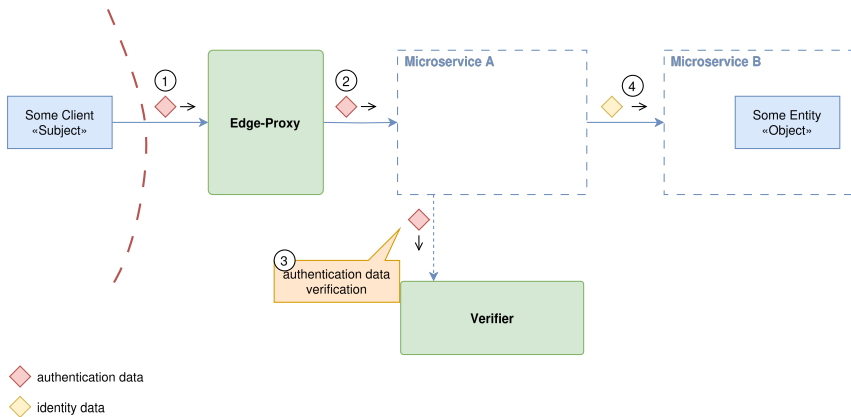 1
2
Microservice A
4
Microservice B
Some Client
«Subject»
Edge-Proxy
Some Entity
«Object»
3
authentication data
verification
Verifier
authentication data
identity data